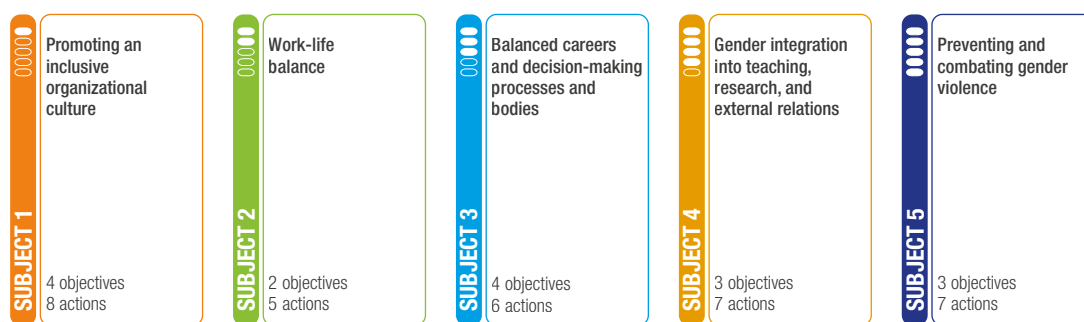 SUBJECT 1
Promoting an
inclusive
organizational
culture
4 objectives
8 actions
SUBJECT 2
Work-life
balance
2 objectives
5 actions
SUBJECT 3
Balanced careers
and decision-making
processes and
bodies
4 objectives
6 actions
SUBJECT 4
Gender integration
into teaching,
research, and
external relations
3 objectives
7 actions
SUBJECT 5
Preventing and
combating gender
violence
3 objectives
7 actions